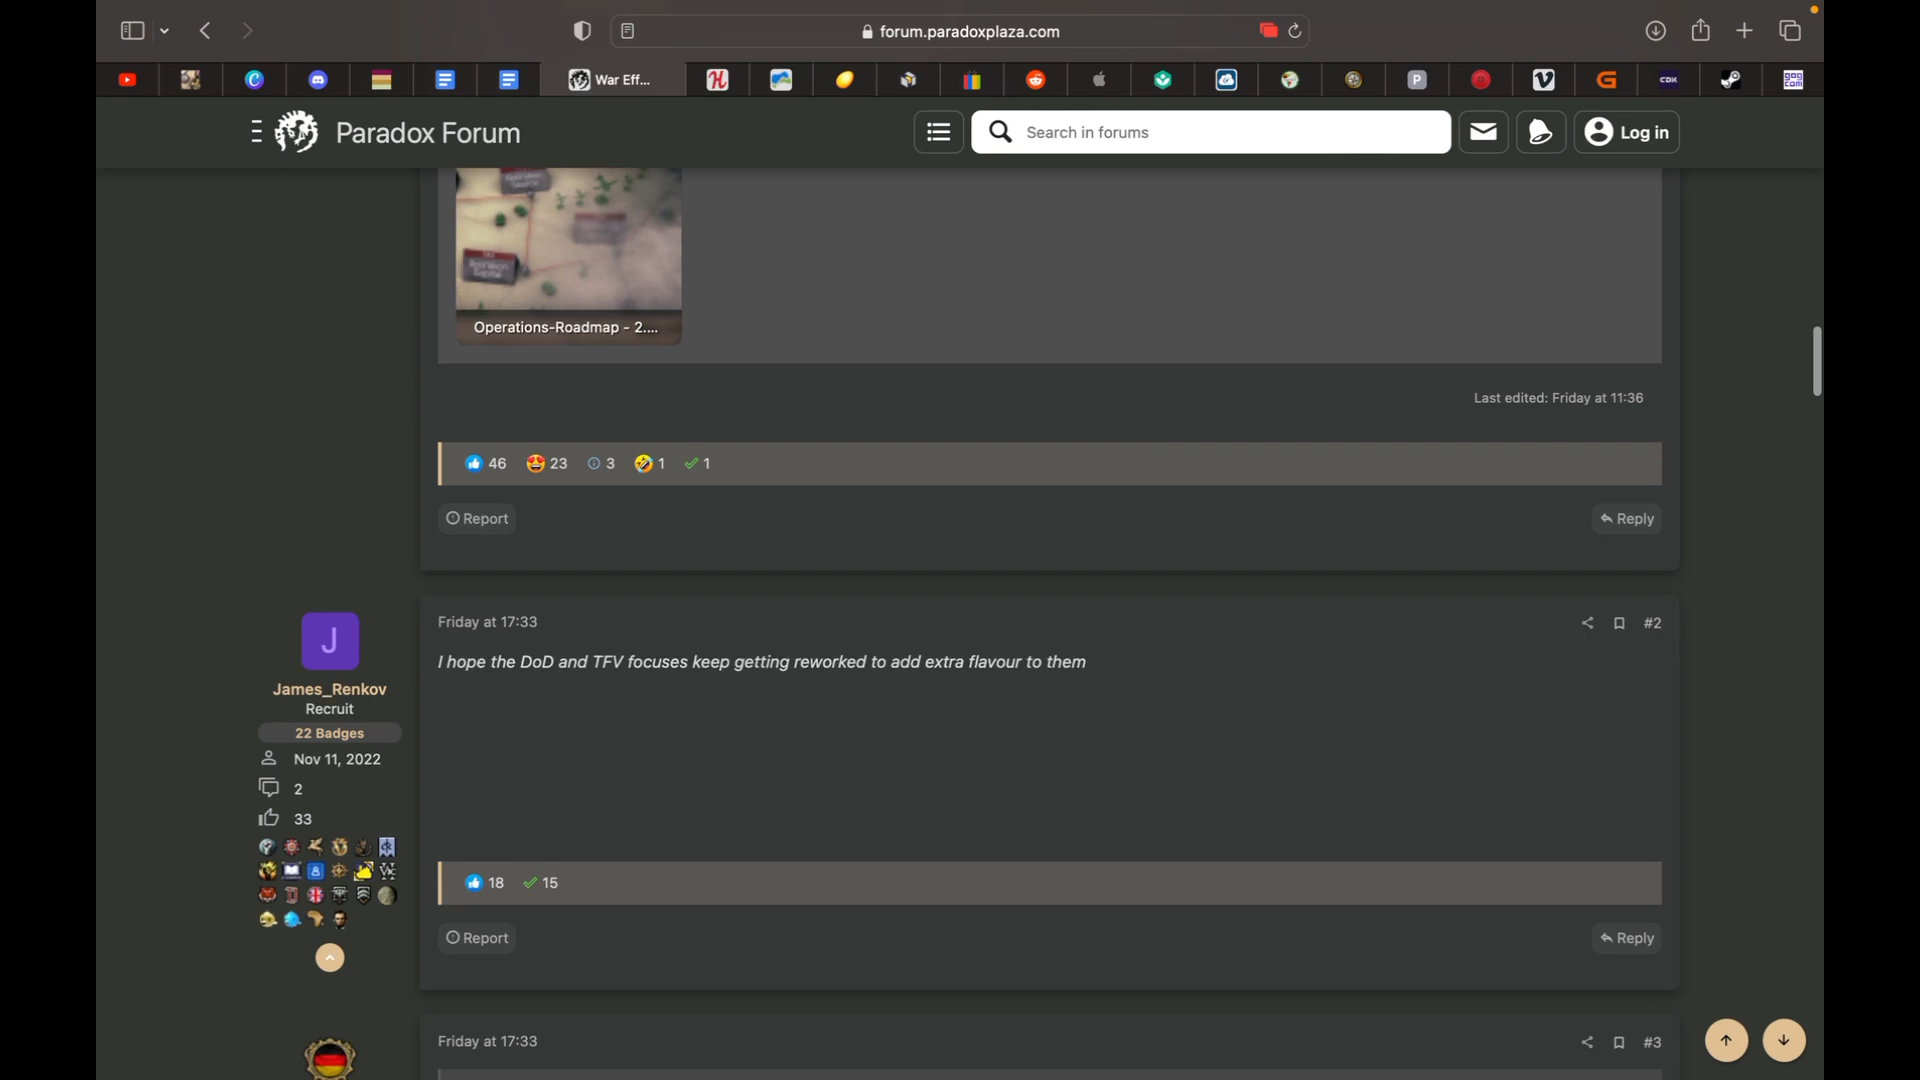 forum.paradoxplaza.com
War Eff...
CDK
Paradox Forum
Search in forums
Log in
Operation
Operations-Roadmap - 2....
Last edited: Friday at 11:36
46 23 3 1 1
Report
Reply
Friday at 17:33
#2
I hope the DoD and TFV focuses keep getting reworked to add extra flavour to them
J
James_Renkov
Recruit
22 Badges
Nov 11, 2022
2
33
18 15
Report
Reply
Friday at 17:33
#3